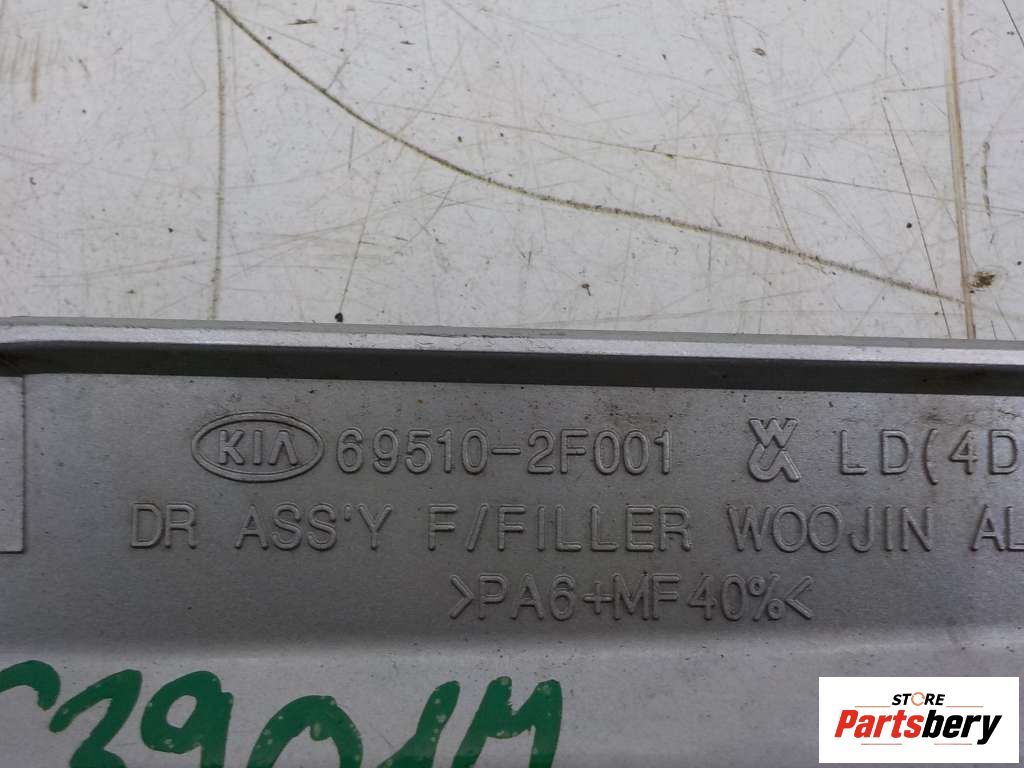 KIA 69510-2F001 LD(4D
DR ASS'Y F/FILLER WOOJIN AL
>PA6+MF40%<
STORE
Partsbery